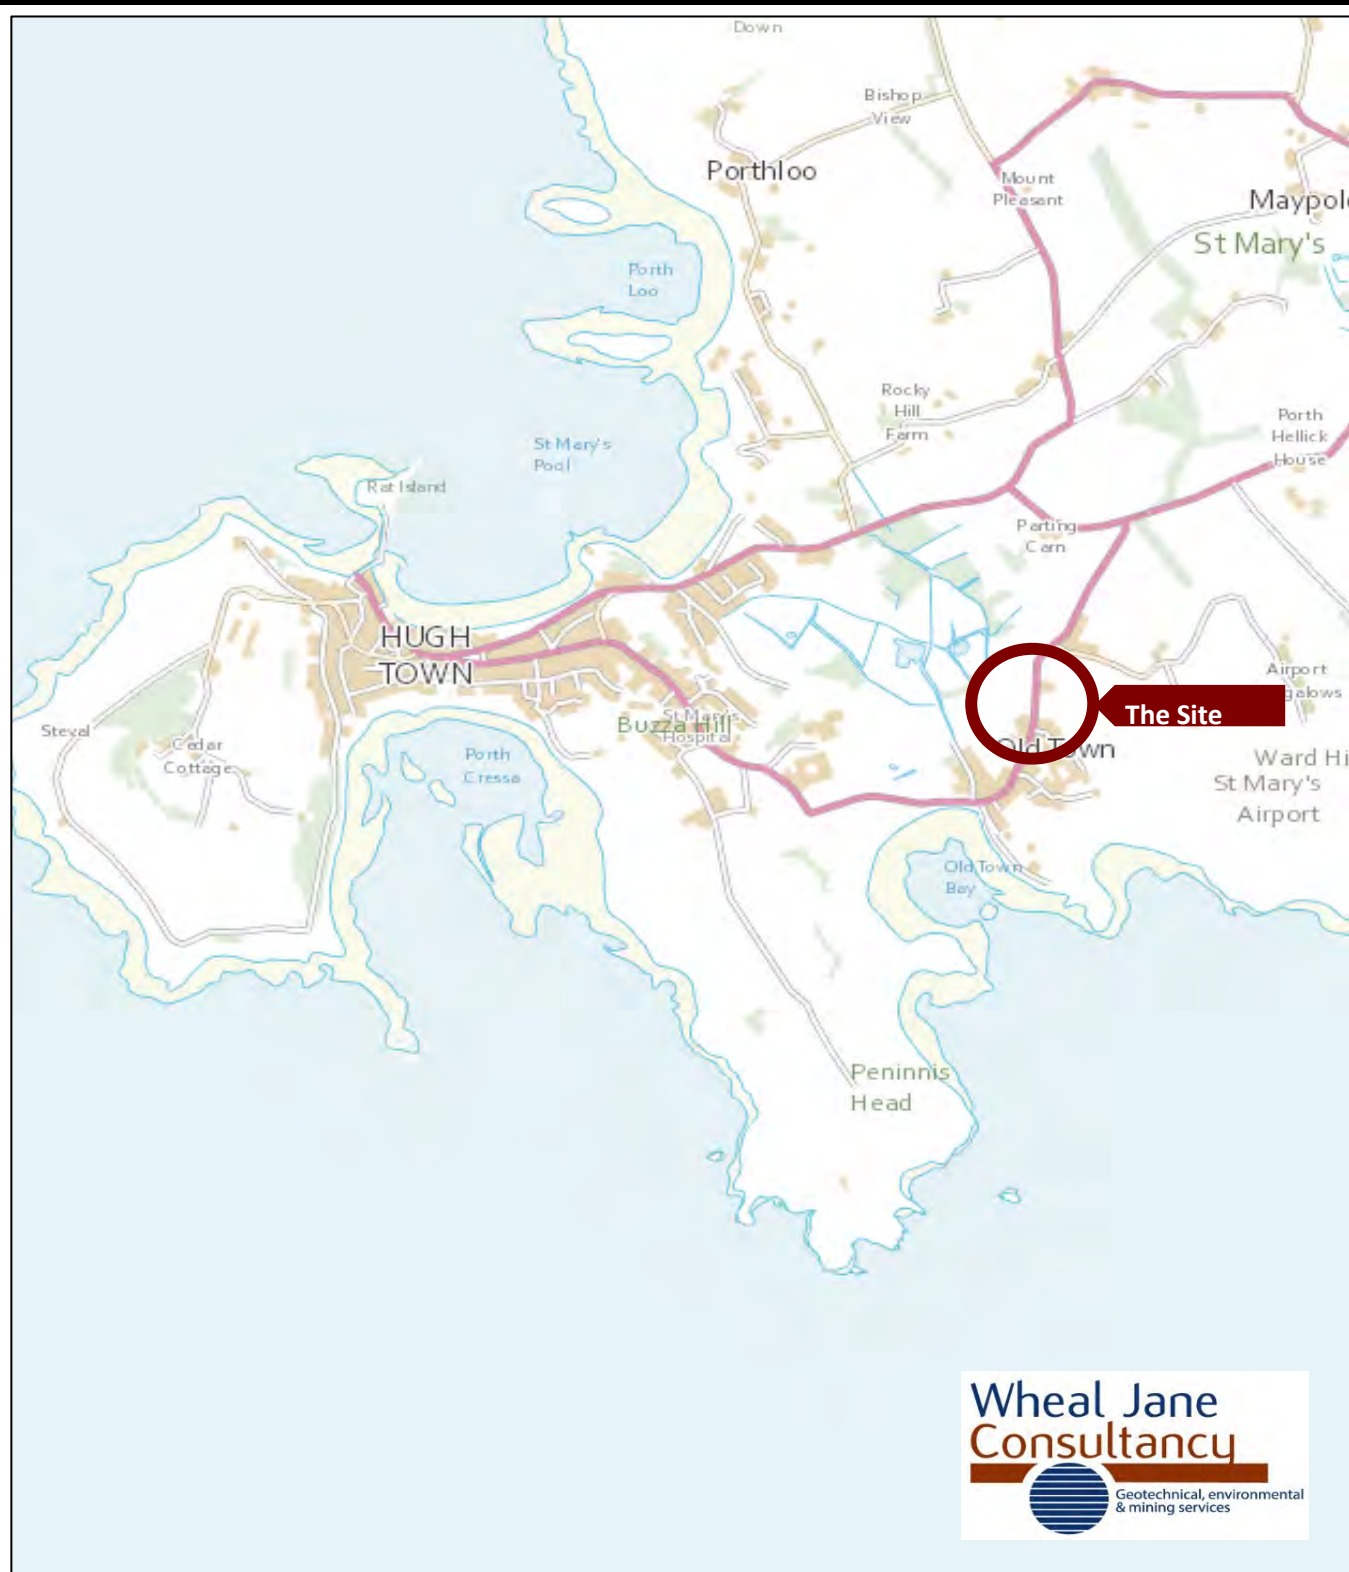 Down
Bishop
View
Porthloo
Mount
Pleasant
Maypole
St Mary's
Porth
Loo
Rocky
Hill
Farm
Porth
Hellick
House
St Mary's
Pool
Rat Island
Parting
Carn
HUGH
TOWN
Airport
galows
The Site
Steval
St Mary's
Hospital
Buzza Hill
Cedar
Cottage
Porth
Cressa
Old Town
Ward Hi
St Mary's
Airport
Old Town
Bay
Peninnis
Head
Wheal Jane
Consultancy
Geotechnical, environmental
& mining services